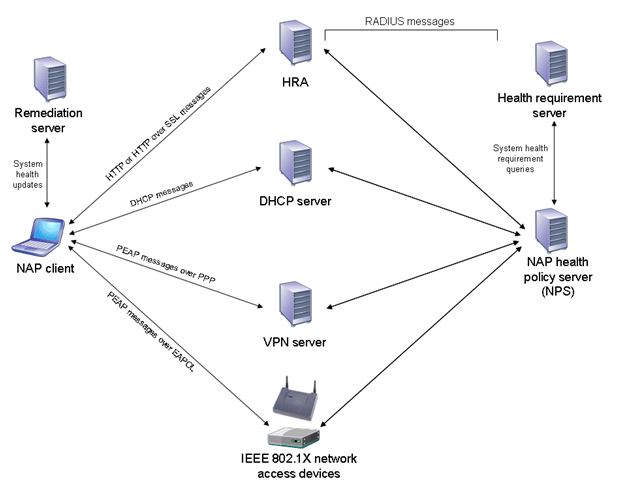 RADIUS messages
HRA
Remediation
server
Health requirement
server
HTTP or HTTP over SSL messages
System
health
updates
System health
requirement
queries
DHCP messages
DHCP server
NAP client
PEAP messages over PPP
NAP health
policy server
(NPS)
PEAP messages over EAPOL
VPN server
IEEE 802.1X network
access devices